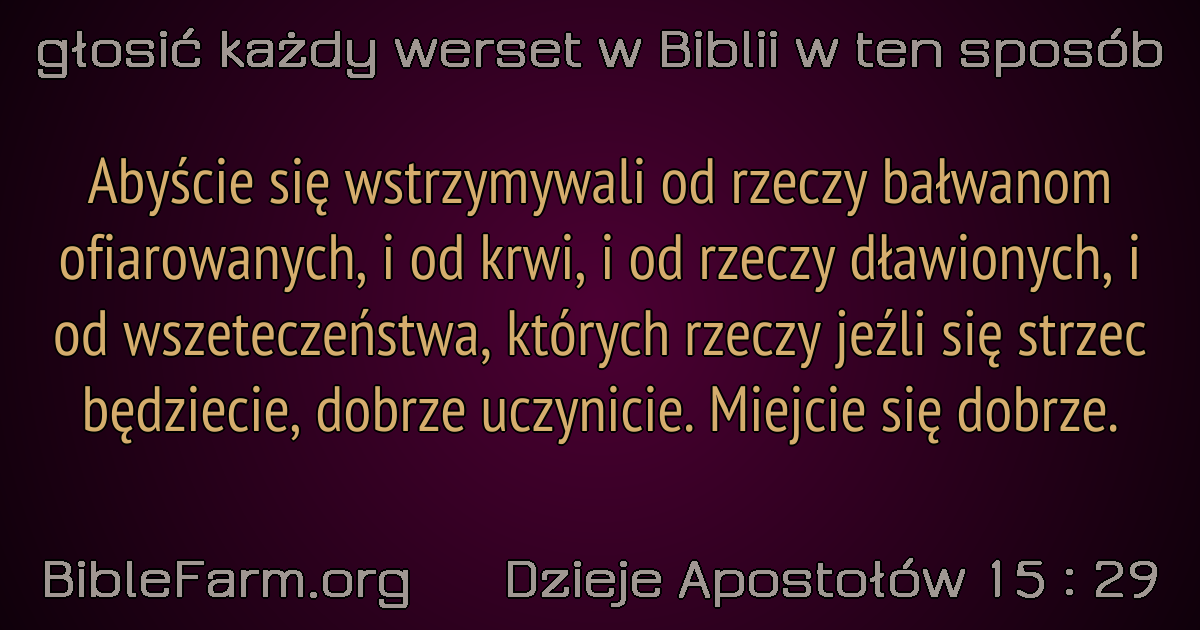 głosić każdy werset w Biblii w ten sposób
Abyście się wstrzymywali od rzeczy bałwanom
ofiarowanych, i od krwi, i od rzeczy dławionych, i
od wszeteczeństwa, których rzeczy jeźli się strzec
będziecie, dobrze uczynicie. Miejcie się dobrze.
BibleFarm.org Dzieje Apostołów 15 : 29